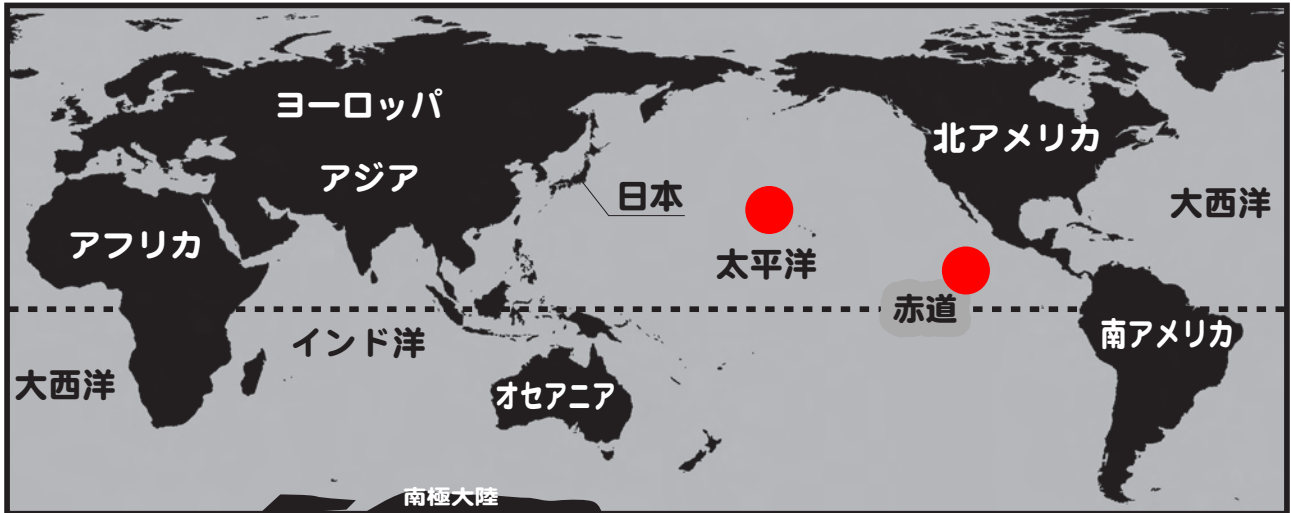 ヨーロッパ
北アメリカ
アジア
日本
大西洋
アフリカ
太平洋
赤道
インド洋
南アメリカ
大西洋
オセアニア
南極大陸